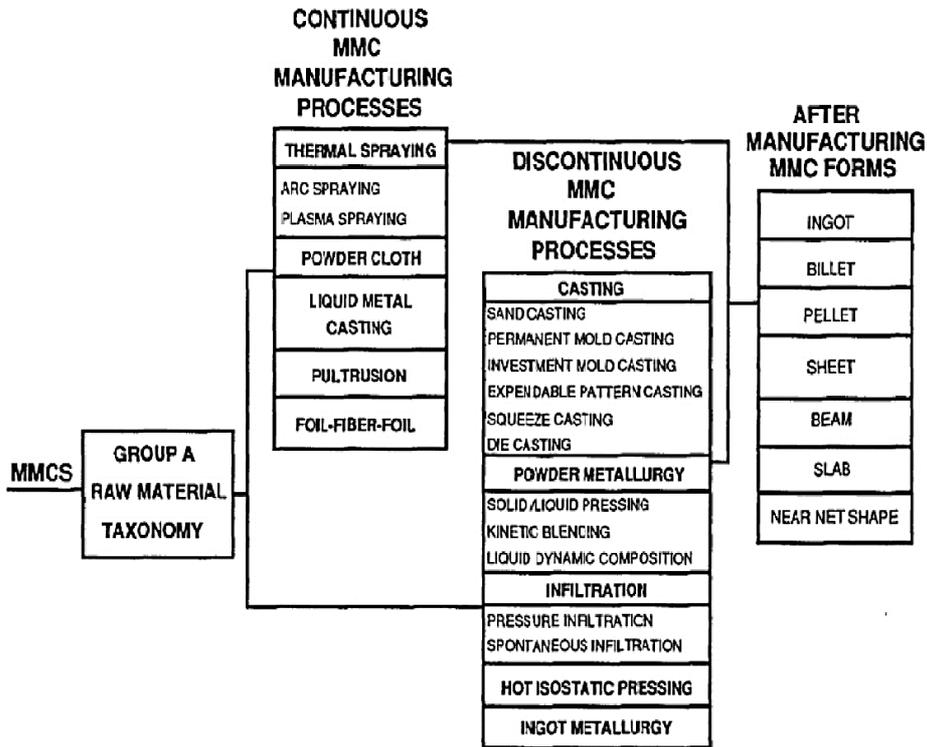 CONTINUOUS
MMC
MANUFACTURING
PROCESSES
THERMAL SPRAYING
ARC SPRAYING
PLASMA SPRAYING
POWDER CLOTH
LIQUID METAL
CASTING
PULTRUSION
FOIL-FIBER-FOIL
MMCS
GROUP A
RAW MATERIAL
TAXONOMY
DISCONTINUOUS
MMC
MANUFACTURING
PROCESSES
CASTING
SAND CASTING
PERMANENT MOLD CASTING
INVESTMENT MOLD CASTING
EXPENDABLE PATTERN CASTING
SQUEEZE CASTING
DIE CASTING
POWDER METALLURGY
SOLID/LIQUID PRESSING
KINETIC BLENDING
LIQUID DYNAMIC COMPOSITION
INFILTRATION
PRESSURE INFILTRATION
SPONTANEOUS INFILTRATION
HOT ISOSTATIC PRESSING
INGOT METALLURGY
AFTER
MANUFACTURING
MMC FORMS
INGOT
BILLET
PELLET
SHEET
BEAM
SLAB
NEAR NET SHAPE